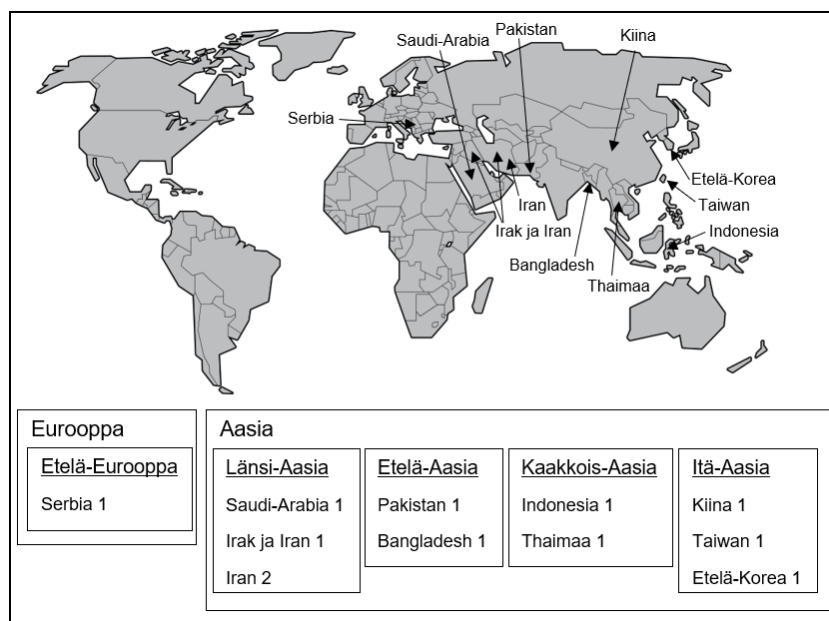 Pakistan
Saudi-Arabia
Kiina
Serbia
Etelä-Korea
Iran
Taiwan
Irak ja Iran
Indonesia
Bangladesh
Thaimaa
Eurooppa
Etelä-Eurooppa
Serbia 1
Aasia
Länsi-Aasia
Saudi-Arabia 1
Irak ja Iran 1
Iran 2
Etelä-Aasia
Pakistan 1
Bangladesh 1
Kaakkois-Aasia
Indonesia 1
Thaimaa 1
Itä-Aasia
Kiina 1
Taiwan 1
Etelä-Korea 1